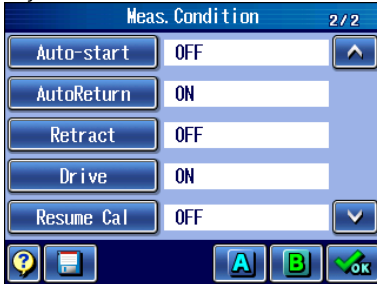 Meas. Condition 2/2
Auto-start OFF
AutoReturn ON
Retract OFF
Drive ON
Resume Cal OFF
A B OK